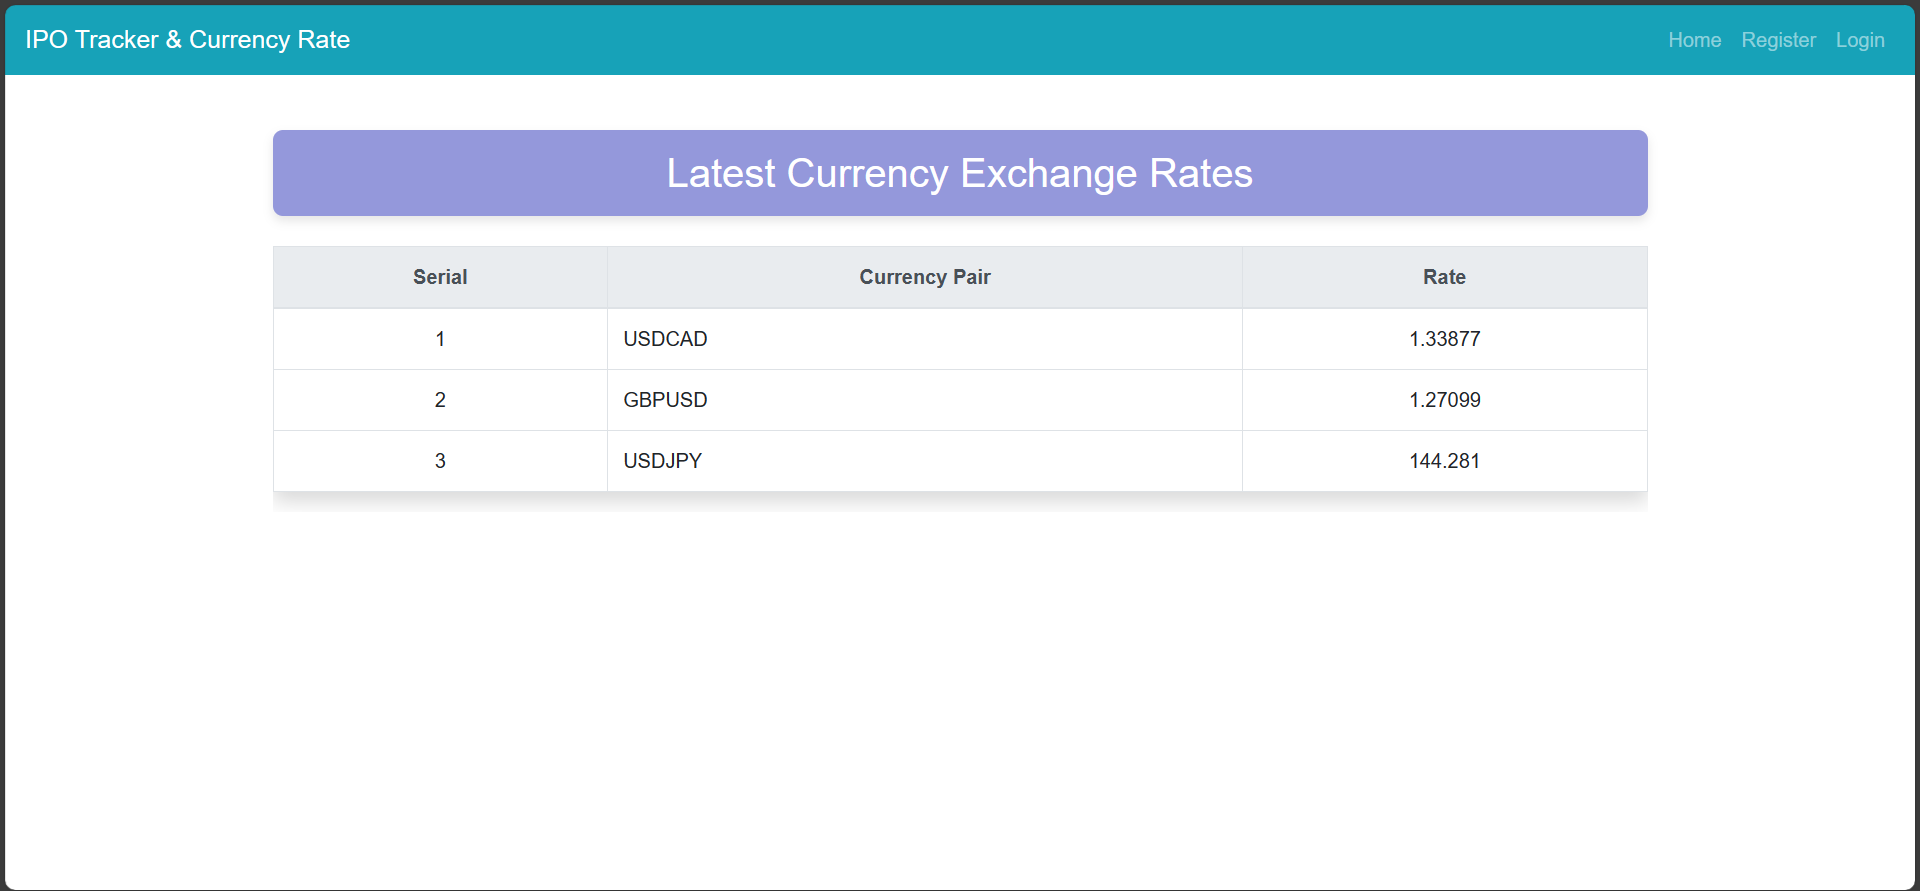 IPO Tracker & Currency Rate Home Register Login
Latest Currency Exchange Rates
Serial Currency Pair Rate
1 USDCAD 1.33877
2 GBPUSD 1.27099
3 USDJPY 144.281